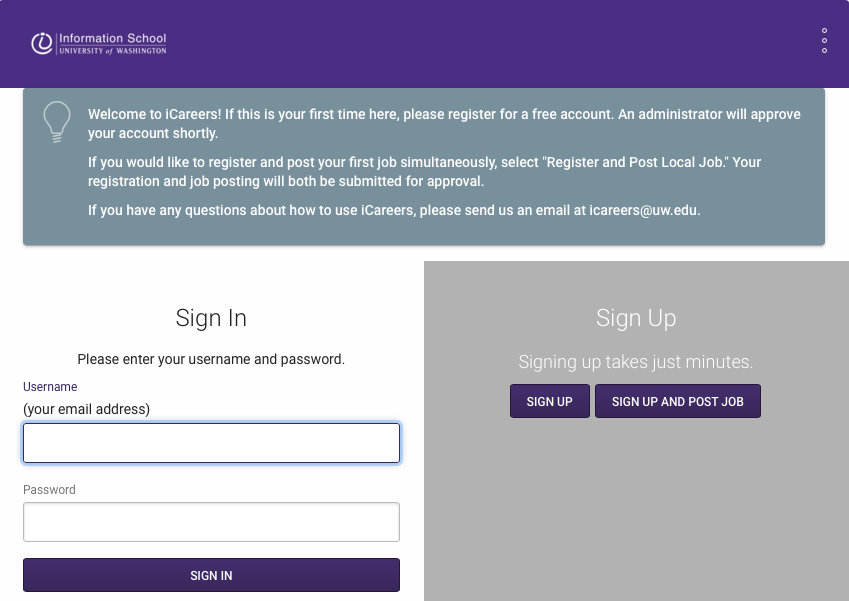 Information School
UNIVERSITY of WASHINGTON
Welcome to iCareers! If this is your first time here, please register for a free account. An administrator will approve
your account shortly.
If you would like to register and post your first job simultaneously, select "Register and Post Local Job." Your
registration and job posting will both be submitted for approval.
If you have any questions about how to use iCareers, please send us an email at icareers@uw.edu.
Sign In
Please enter your username and password.
Username
(your email address)
Password
SIGN IN
Sign Up
Signing up takes just minutes.
SIGN UP
SIGN UP AND POST JOB